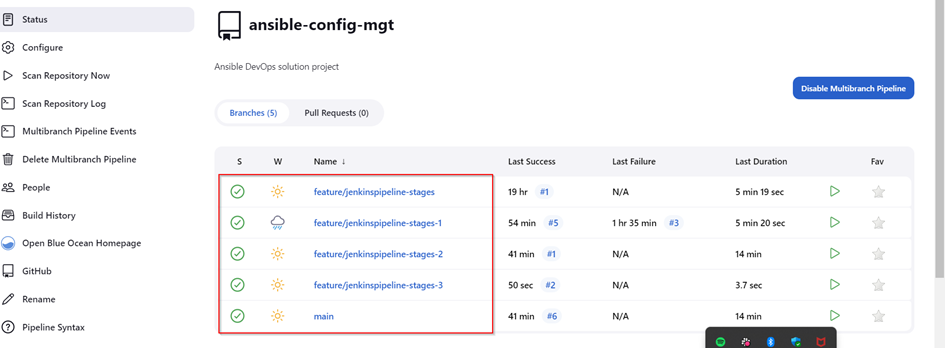 Status
Configure
Scan Repository Now
Scan Repository Log
Multibranch Pipeline Events
Delete Multibranch Pipeline
People
Build History
Open Blue Ocean Homepage
GitHub
Rename
Pipeline Syntax
ansible-config-mgt
Ansible DevOps solution project
Disable Multibranch Pipeline
Branches (5) Pull Requests (0)
S W Name ↓ Last Success Last Failure Last Duration Fav
feature/jenkinspipeline-stages 19 hr #1 N/A 5 min 19 sec
feature/jenkinspipeline-stages-1 54 min #5 1 hr 35 min #3 5 min 20 sec
feature/jenkinspipeline-stages-2 41 min #1 N/A 14 min
feature/jenkinspipeline-stages-3 50 sec #2 N/A 3.7 sec
main 41 min #6 N/A 14 min